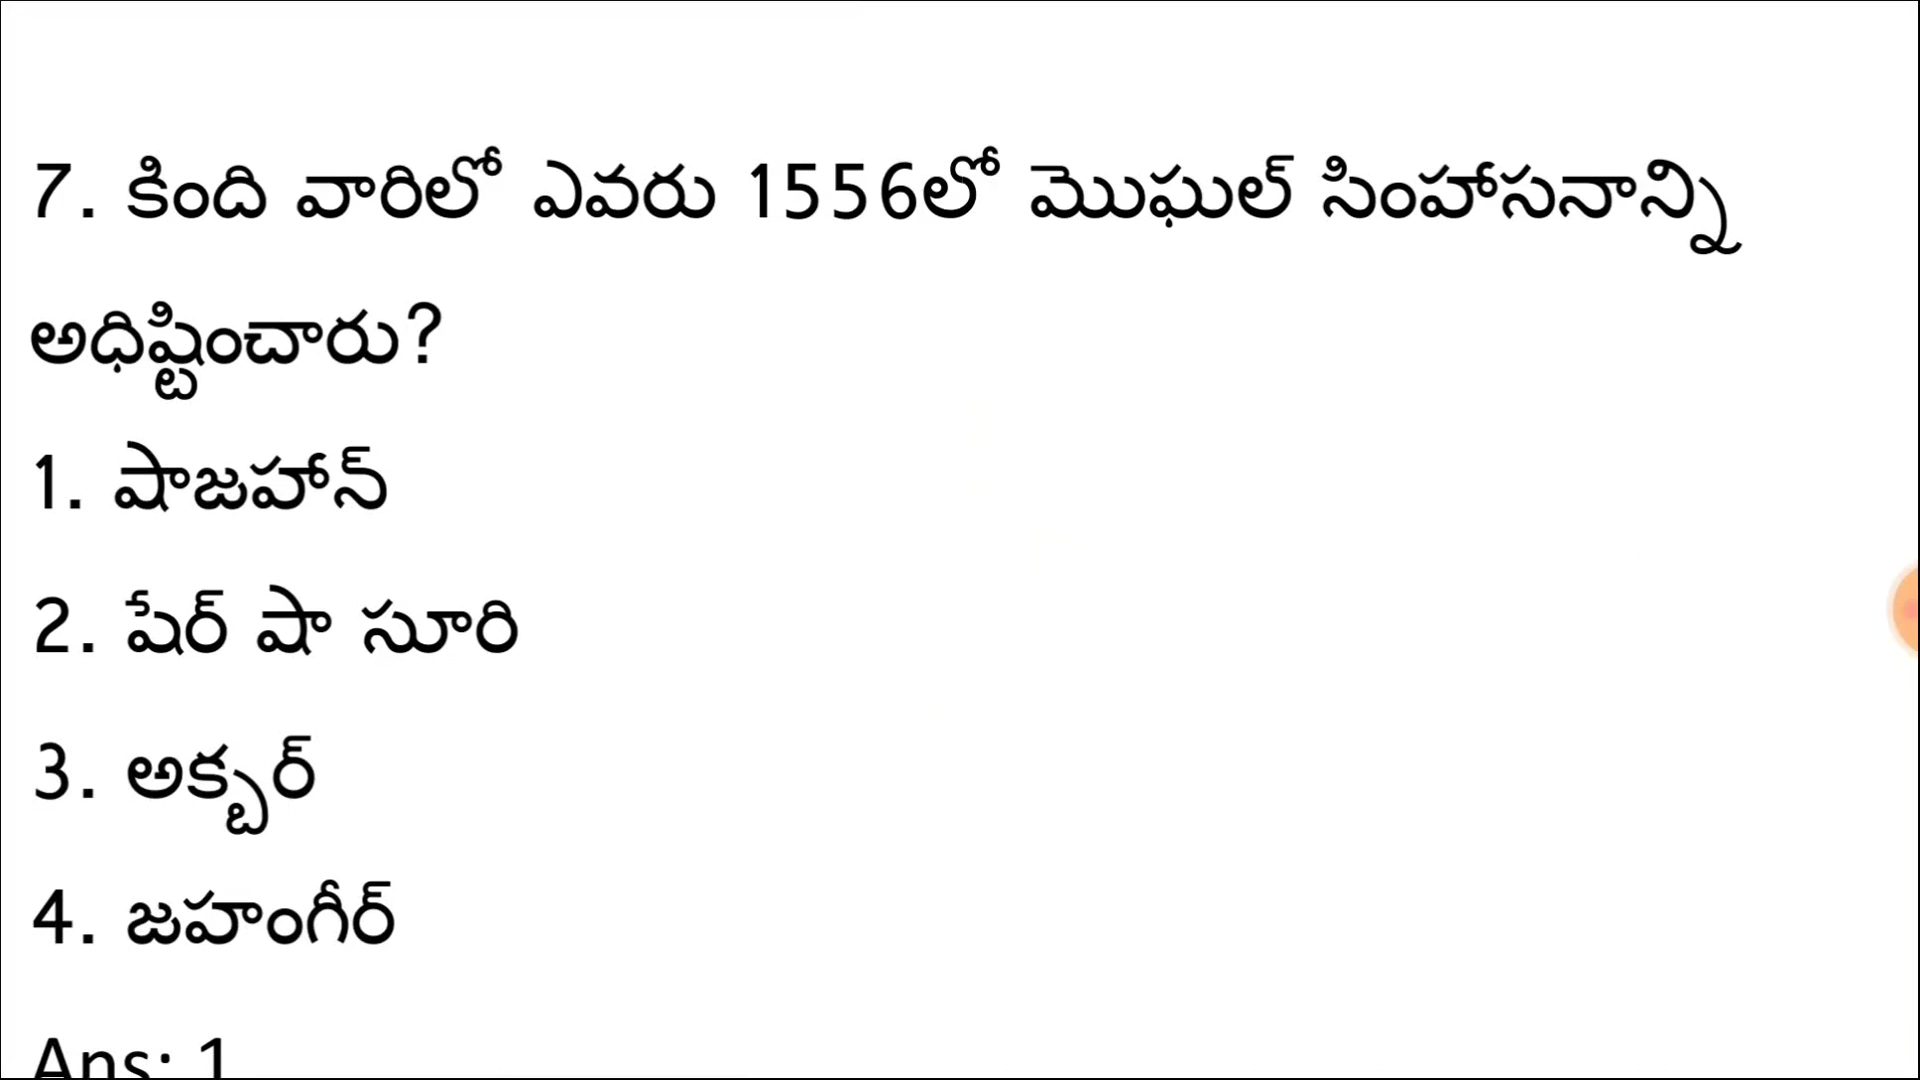 7. కింది వారిలో ఎవరు 1556లో మొఘల్ సింహాసనాన్ని
అధిష్టించారు?
1. షాజహాన్
2. షేర్ షా సూరి
3. అక్బర్
4. జహంగీర్
Ans: 1